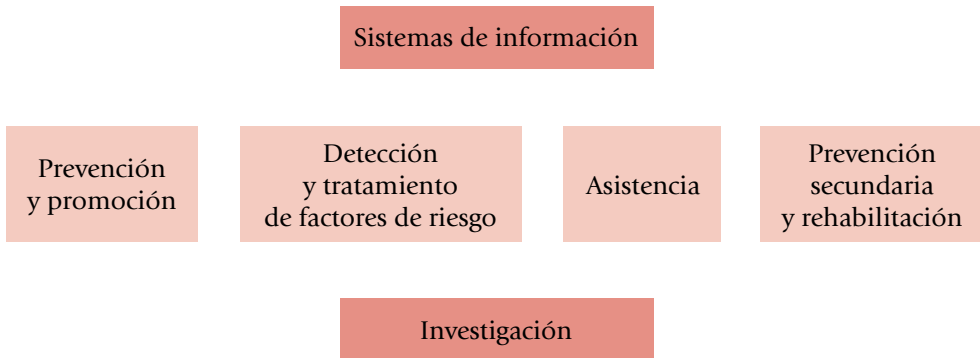 Sistemas de información
Prevención
y promoción
Detección
y tratamiento
de factores de riesgo
Asistencia
Prevención
secundaria
y rehabilitación
Investigación